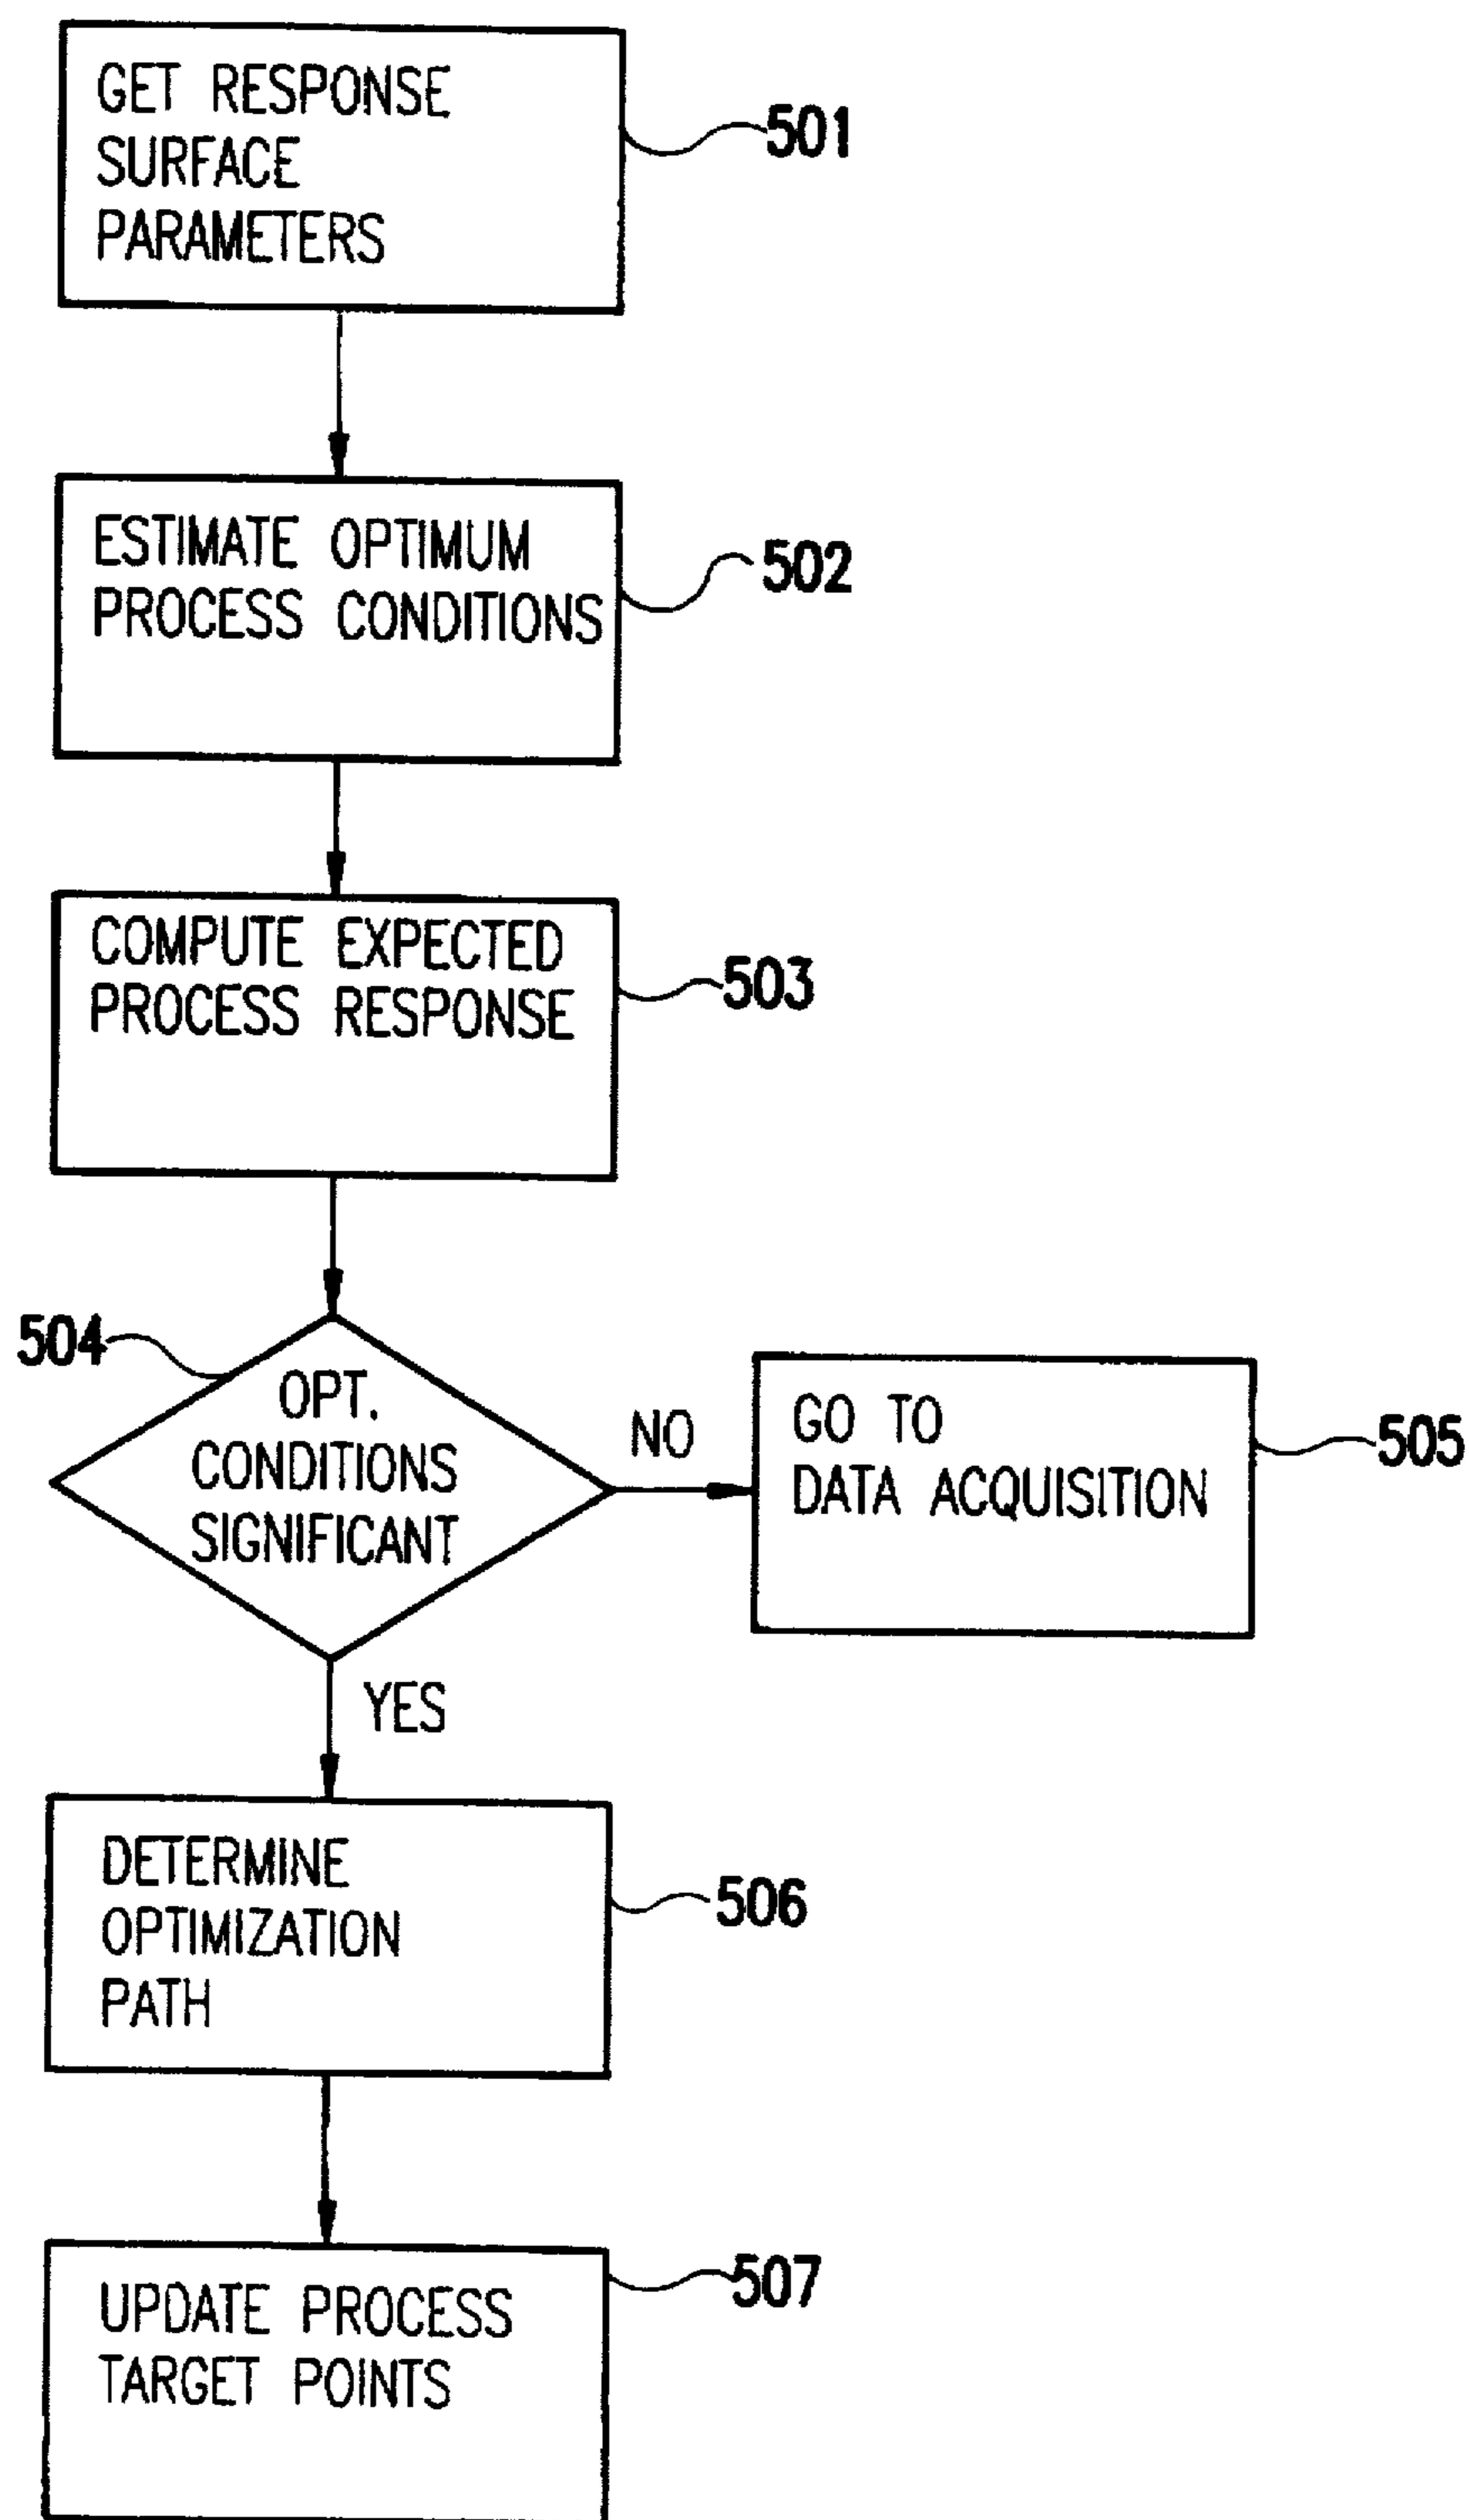 GET RESPONSE
SURFACE
PARAMETERS
501
ESTIMATE OPTIMUM
PROCESS CONDITIONS
502
COMPUTE EXPECTED
PROCESS RESPONSE
503
504
OPT.
CONDITIONS
SIGNIFICANT
NO
GO TO
DATA ACQUISITION
505
YES
DETERMINE
OPTIMIZATION
PATH
506
UPDATE PROCESS
TARGET POINTS
507